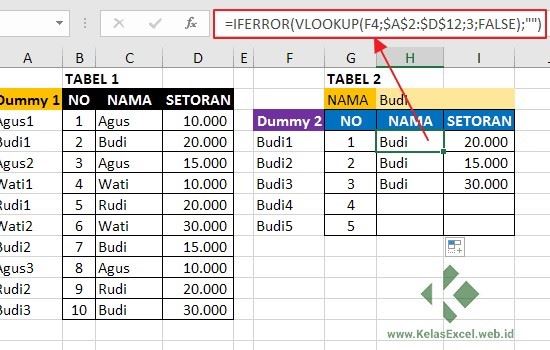 =IFERROR(VLOOKUP(F4;$A$2:$D$12;3;FALSE);"")
A B C D E F G H I
TABEL 1 TABEL 2
NAMA Budi
Dummy 1 NO NAMA SETORAN Dummy 2 NO NAMA SETORAN
Agus1 1 Agus 10.000 Budi1 1 Budi 20.000
Budi1 2 Budi 20.000 Budi2 2 Budi 15.000
Agus2 3 Agus 15.000 Budi3 3 Budi 30.000
Wati1 4 Wati 10.000 Budi4 4
Rudi1 5 Rudi 20.000 Budi5 5
Wati2 6 Wati 30.000
Budi2 7 Budi 15.000
Agus3 8 Agus 10.000
Rudi2 9 Rudi 20.000
Budi3 10 Budi 30.000
K
www.KelasExcel.web.id